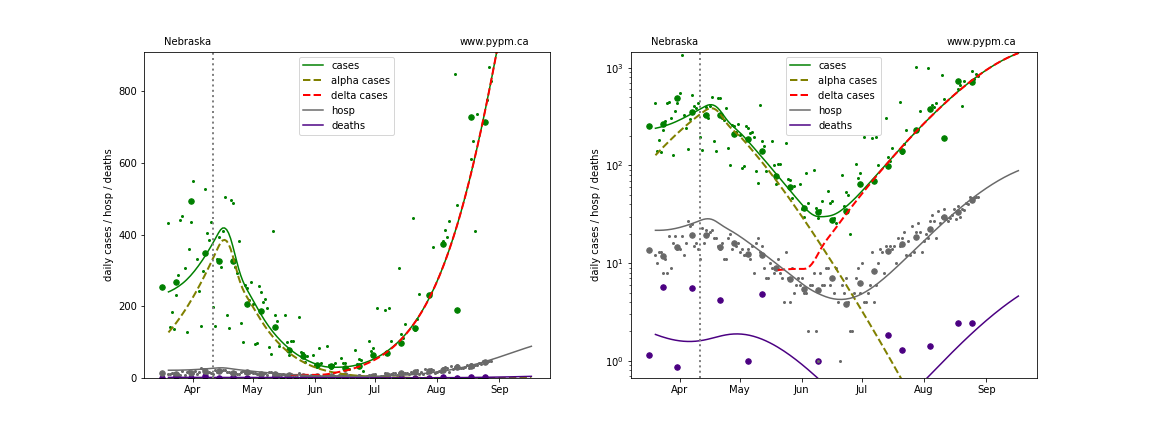 Nebraska
www.pypm.ca
cases
alpha cases
delta cases
hosp
deaths
daily cases / hosp / deaths
800
600
400
200
0
Apr
May
Jun
Jul
Aug
Sep
Nebraska
www.pypm.ca
cases
alpha cases
delta cases
hosp
deaths
daily cases / hosp / deaths
10³
10²
10¹
10⁰
Apr
May
Jun
Jul
Aug
Sep